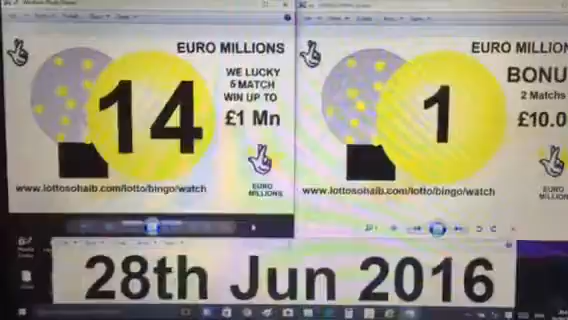 EURO MILLIONS
WE LUCKY
5 MATCH
WIN UP TO
£1 Mn
14
EURO
MILLIONS
www.lottosohaib.com/lotto/bingo/watch
EURO MILLION
BONU
2 Matchs
£10.0
1
EURO
MILLION
www.lottosohaib.com/lotto/bingo/watch
28th Jun 2016